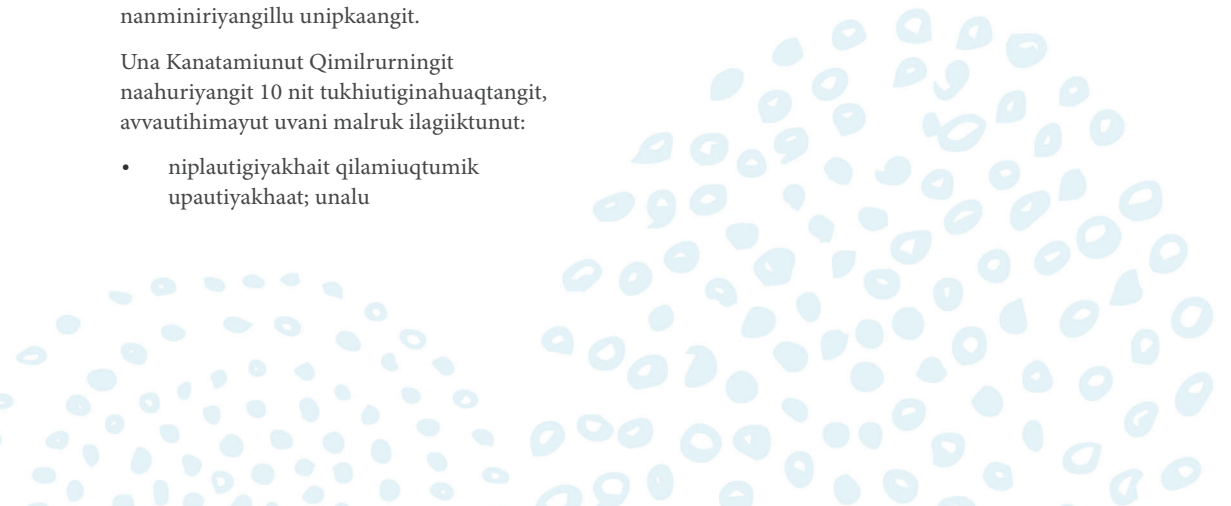 nanminiriyangillu unipkaangit.
Una Kanatamiunut Qimilrurningit
naahuriyangit 10 nit tukhiutiginahuaqtangit,
avvautihimayut uvani malruk ilagiiktunut:
• niplautigiyakhait qilamiuqtumik
upautiyakhaat; unalu